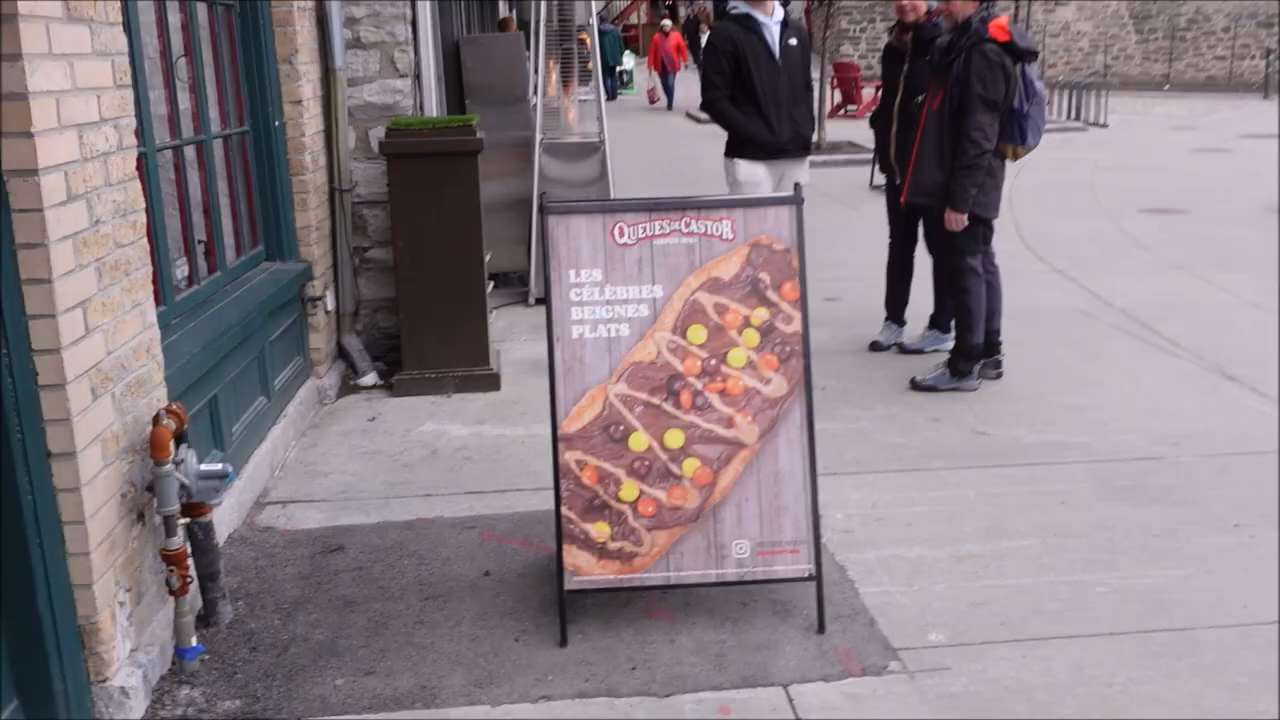 QUEUES DE CASTOR
LES
CÉLÈBRES
BEIGNES
PLATS